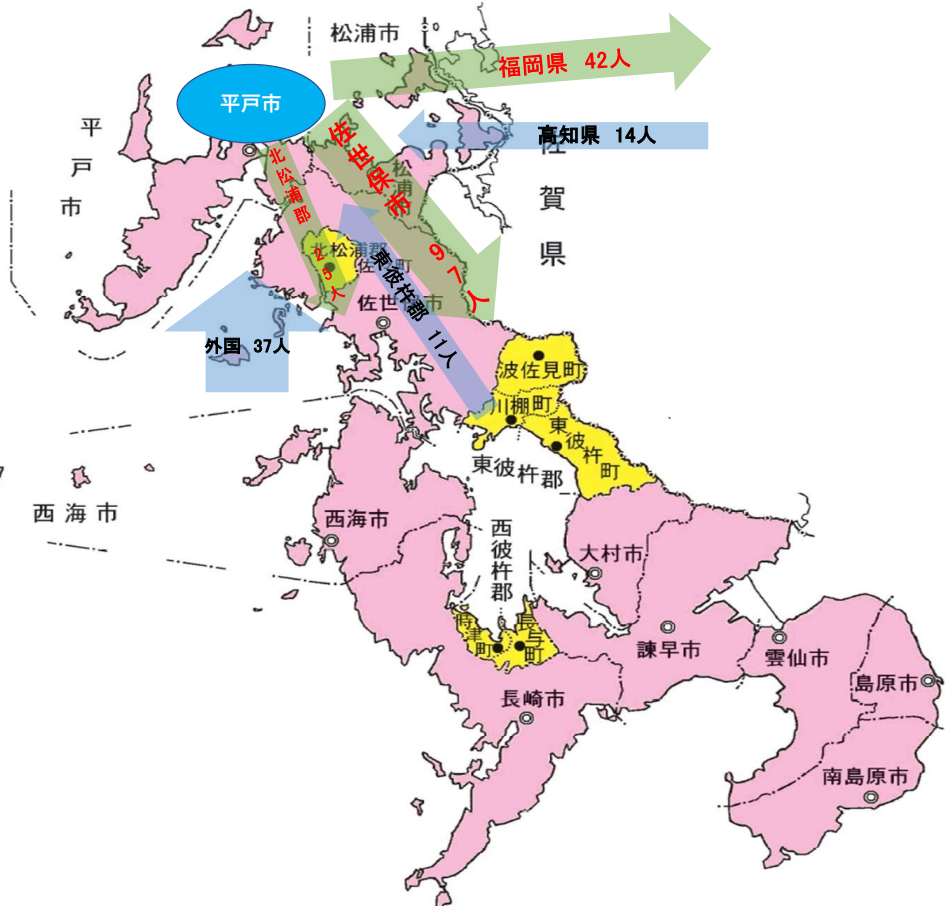 松浦市
福岡県 42人
平戸市
高知県 14人
平戸市
佐世保市 97人
北松浦郡 25人
松浦
佐賀県
北松浦郡
佐 町
東彼杵郡 11人
佐世 市
外国 37人
波佐見町
川棚町
東彼杵町
東彼杵郡
西海市
西海市
西彼杵郡
大村市
時津町
長与町
諫早市
雲仙市
島原市
長崎市
南島原市